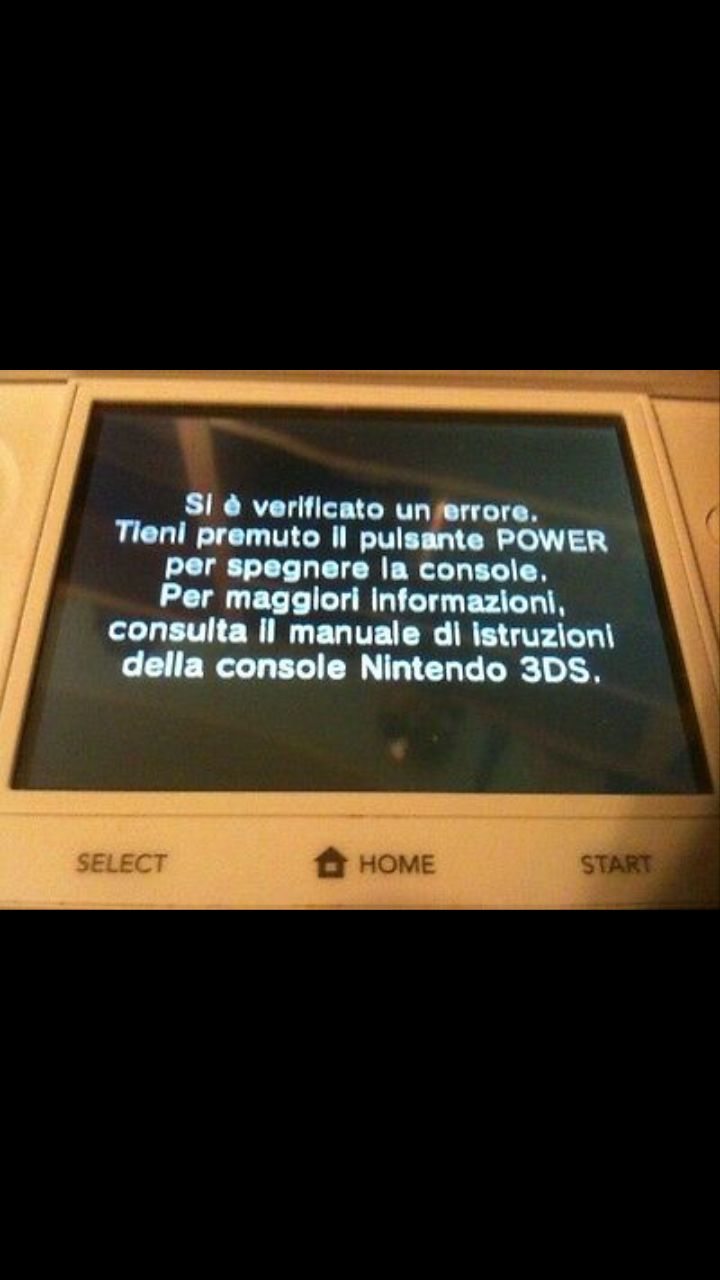 Si è verificato un errore.
Tieni premuto il pulsante POWER
per spegnere la console.
Per maggiori informazioni,
consulta il manuale di istruzioni
della console Nintendo 3DS.
SELECT HOME START